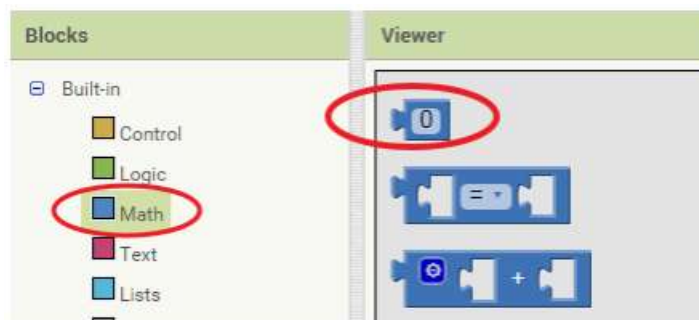 Blocks
Viewer
Built-in
Control
Logic
Math
Text
Lists
0
=
+